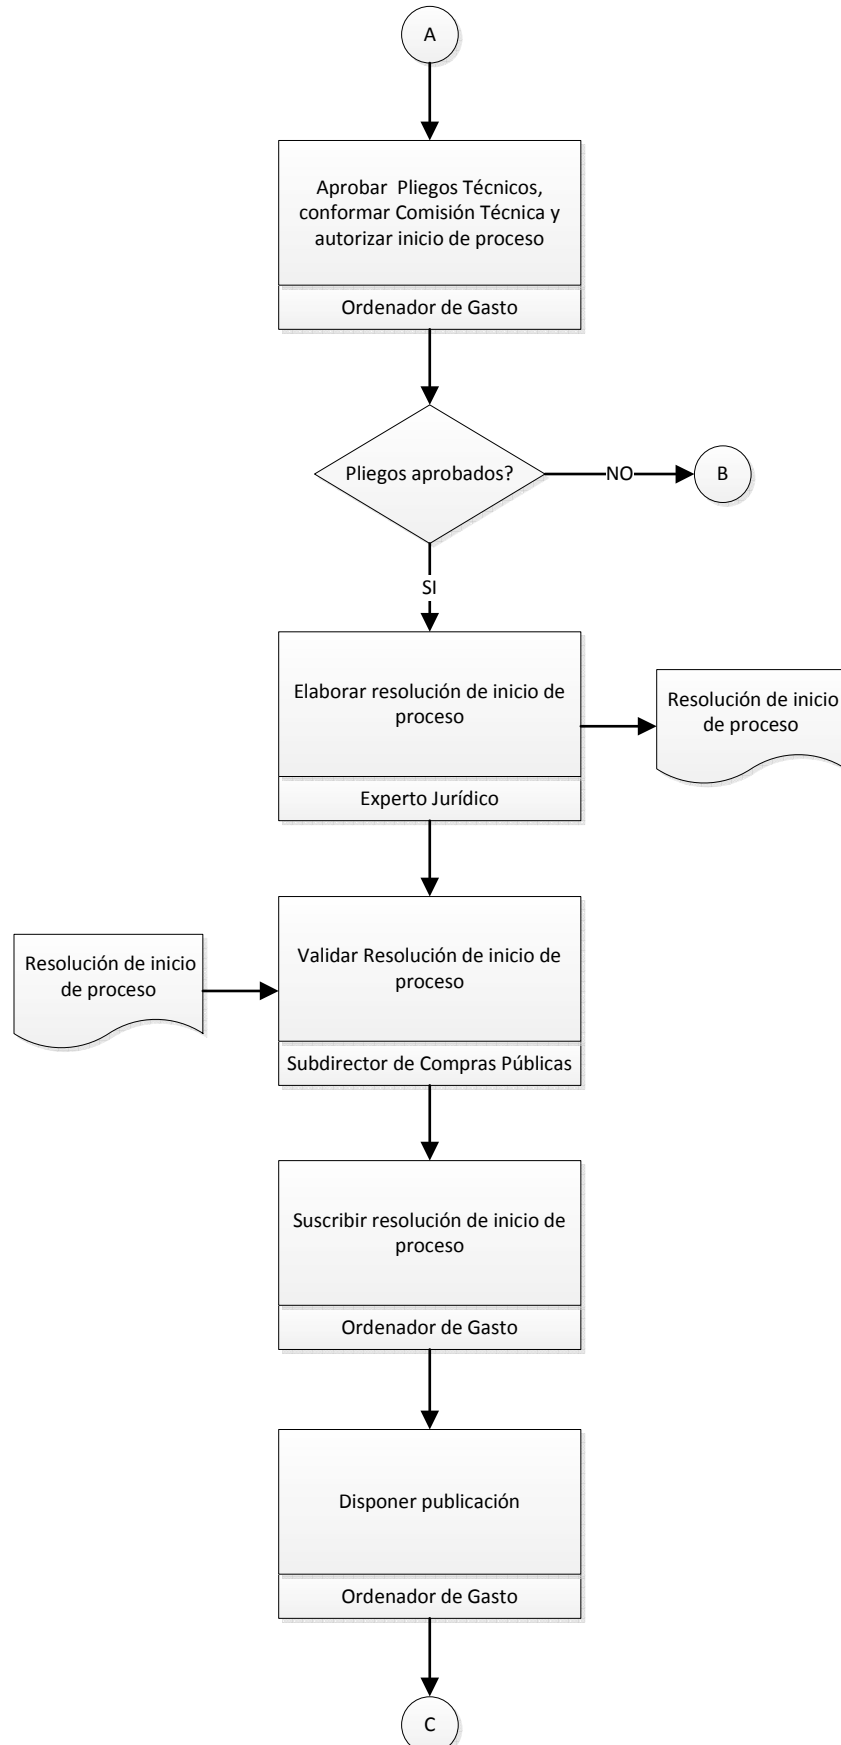 A
Aprobar Pliegos Técnicos,
conformar Comisión Técnica y
autorizar inicio de proceso
Ordenador de Gasto
Pliegos aprobados?
NO
B
SI
Elaborar resolución de inicio de
proceso
Experto Jurídico
Resolución de inicio
de proceso
Resolución de inicio
de proceso
Validar Resolución de inicio de
proceso
Subdirector de Compras Públicas
Suscribir resolución de inicio de
proceso
Ordenador de Gasto
Disponer publicación
Ordenador de Gasto
C